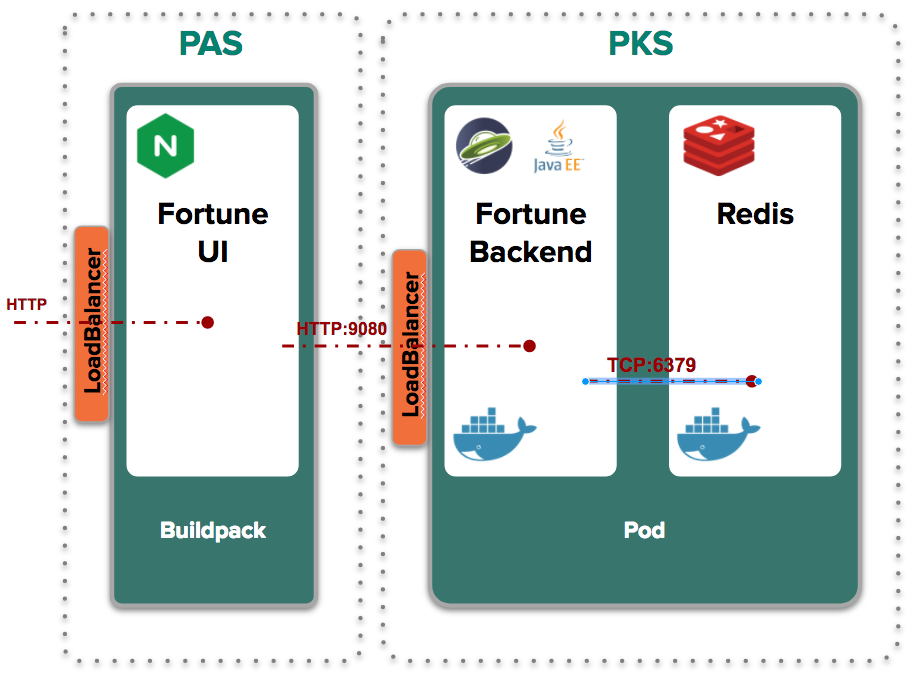 PAS
PKS
N
Java EE
Fortune
UI
Fortune
Backend
Redis
LoadBalancer
HTTP
LoadBalancer
HTTP:9080
TCP:6379
Buildpack
Pod